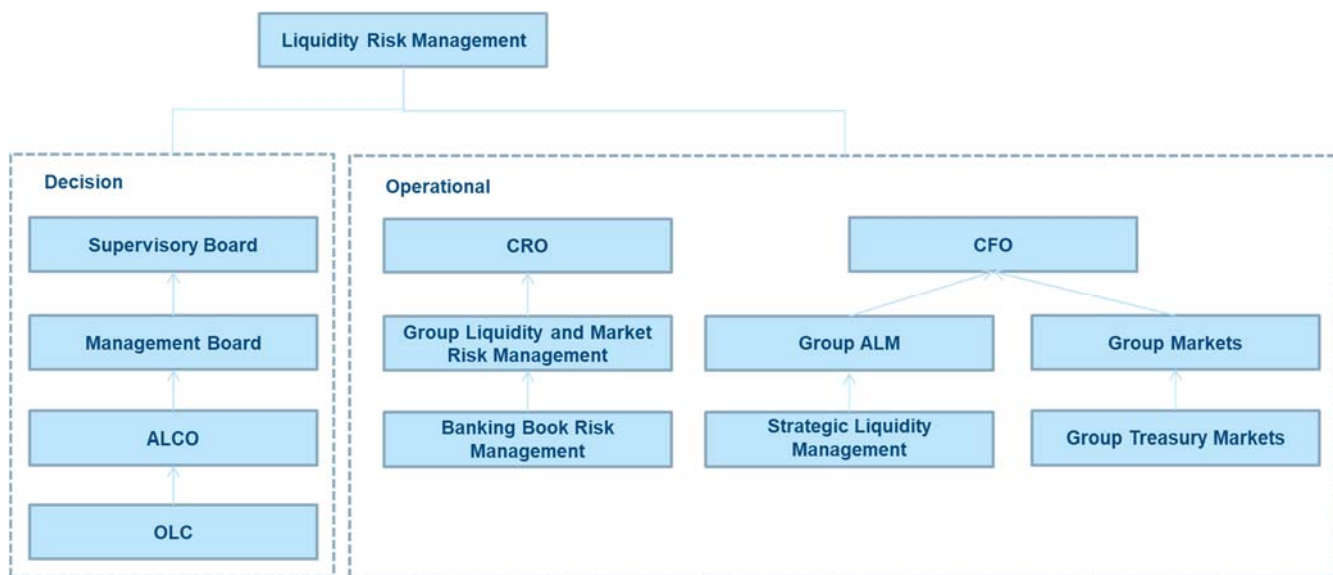 Liquidity Risk Management
Decision
Supervisory Board
Management Board
ALCO
OLC
Operational
CRO
Group Liquidity and Market
Risk Management
Banking Book Risk
Management
CFO
Group ALM
Strategic Liquidity
Management
Group Markets
Group Treasury Markets